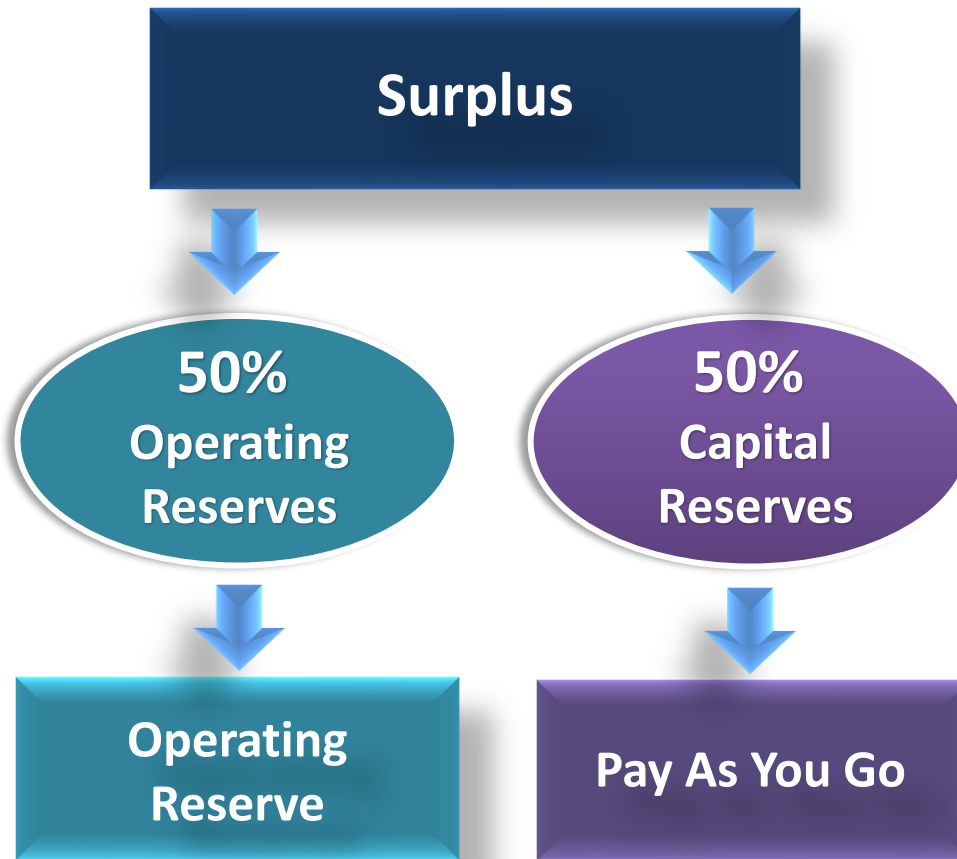 Surplus
50%
Operating
Reserves
50%
Capital
Reserves
Operating
Reserve
Pay As You Go